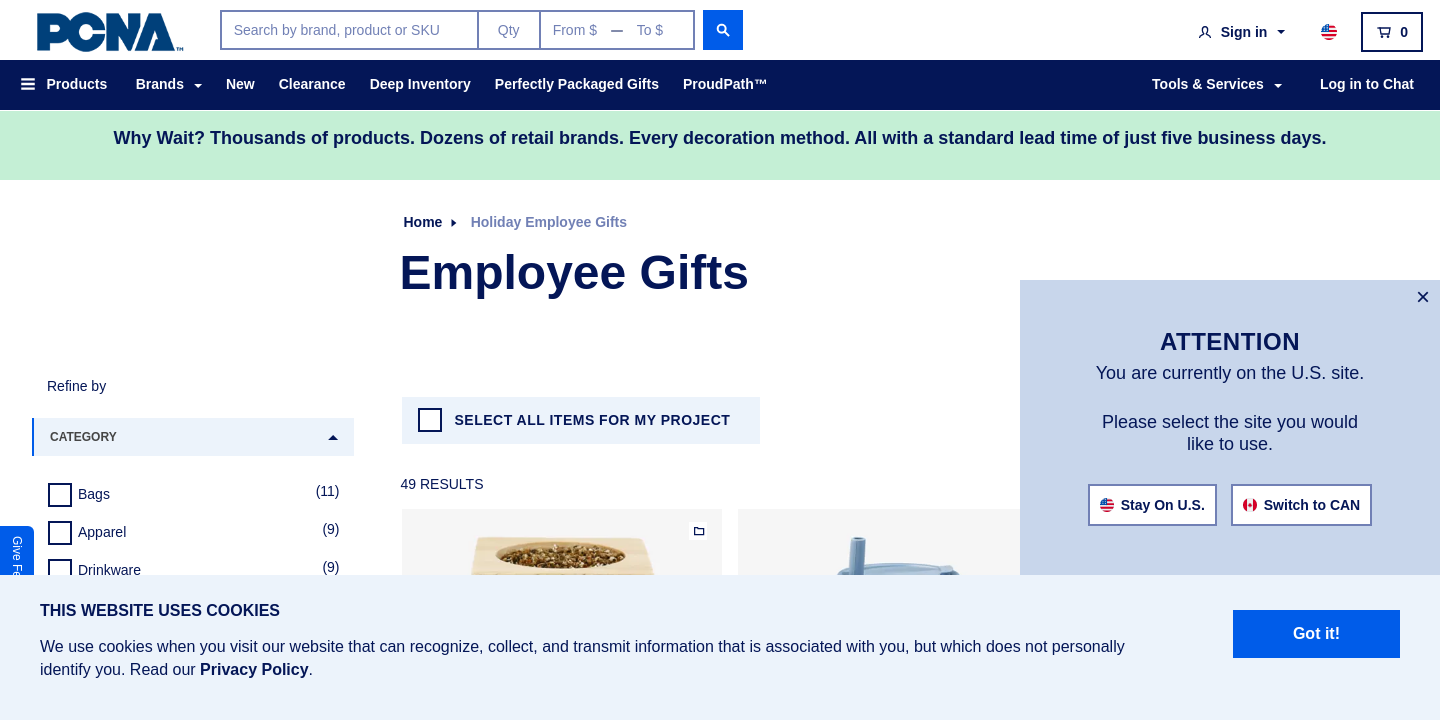 PCNA™
Search by brand, product or SKU
Qty
From $ — To $
Sign in
0
Products
Brands
New
Clearance
Deep Inventory
Perfectly Packaged Gifts
ProudPath™
Tools & Services
Log in to Chat
Why Wait? Thousands of products. Dozens of retail brands. Every decoration method. All with a standard lead time of just five business days.
Home
Holiday Employee Gifts
Employee Gifts
×
ATTENTION
You are currently on the U.S. site.
Please select the site you would
like to use.
Stay On U.S.
Switch to CAN
Refine by
CATEGORY
SELECT ALL ITEMS FOR MY PROJECT
49 RESULTS
Bags (11)
Apparel (9)
Drinkware (9)
Give
THIS WEBSITE USES COOKIES
We use cookies when you visit our website that can recognize, collect, and transmit information that is associated with you, but which does not personally
identify you. Read our Privacy Policy.
Got it!